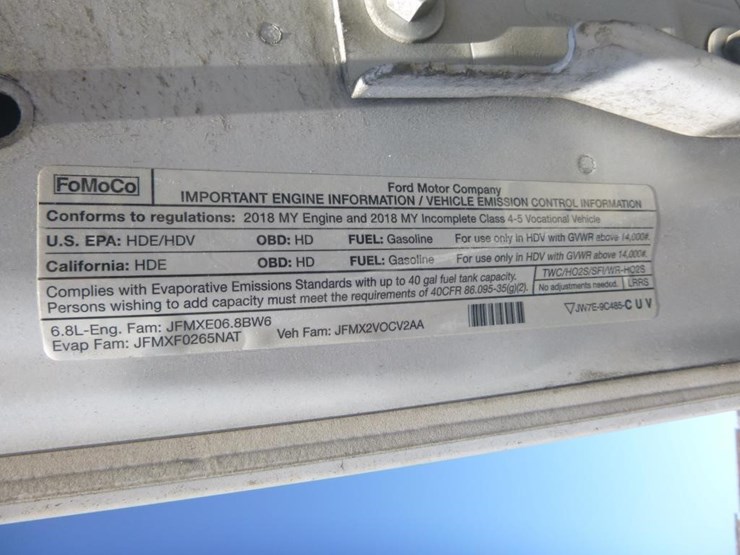 FoMoCo
Ford Motor Company
IMPORTANT ENGINE INFORMATION / VEHICLE EMISSION CONTROL INFORMATION
Conforms to regulations: 2018 MY Engine and 2018 MY Incomplete Class 4-5 Vocational Vehicle
U.S. EPA: HDE/HDV OBD: HD FUEL: Gasoline For use only in HDV with GVWR above 14,000#.
California: HDE OBD: HD FUEL: Gasoline For use only in HDV with GVWR above 14,000#.
Complies with Evaporative Emissions Standards with up to 40 gal fuel tank capacity.
Persons wishing to add capacity must meet the requirements of 40CFR 86.095-35(g)(2).
TWC/HO2S/SFI/WR-HO2S
No adjustments needed. LRRS
6.8L-Eng. Fam: JFMXE06.8BW6 Veh Fam: JFMX2VOCV2AA
Evap Fam: JFMXF0265NAT
JW7E-9C485-C U V